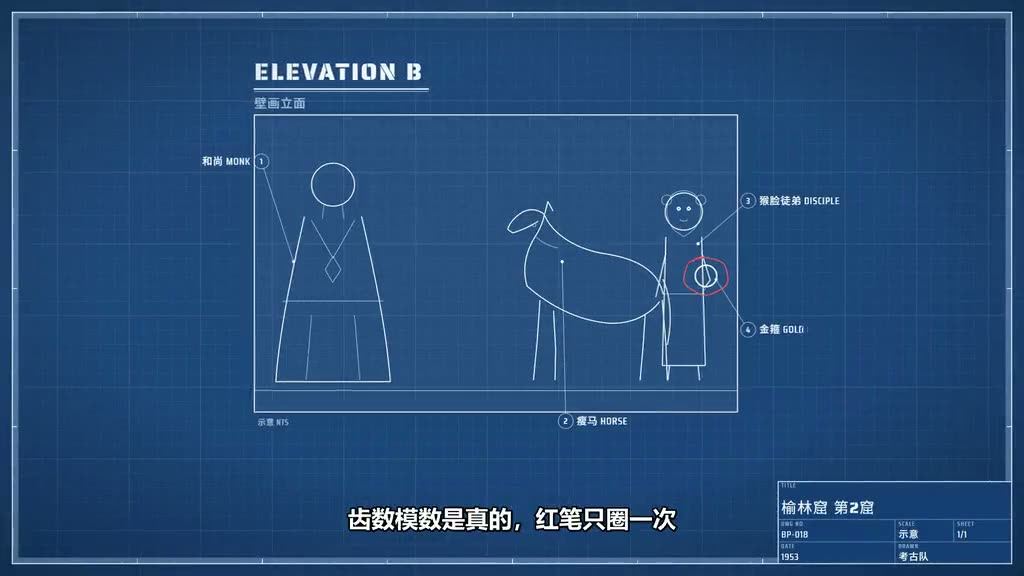 ELEVATION B
壁画立面
和尚 MONK 1
3 猴脸徒弟 DISCIPLE
4 金箍 GOLD
示意 NTS
2 瘦马 HORSE
TITLE
榆林窟 第2窟
DWG NO
SCALE
SHEET
BP-018
示意
1/1
DATE
DRAWN
1953
考古队
齿数模数是真的，红笔只圈一次